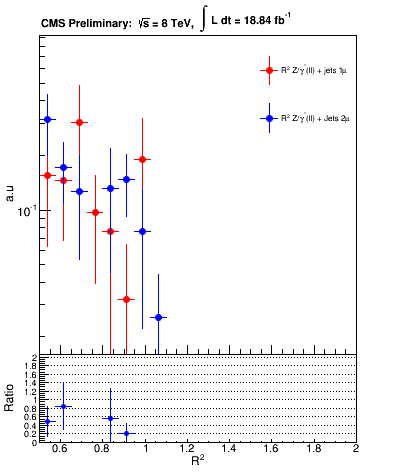 CMS Preliminary: √s = 8 TeV, ∫ L dt = 18.84 fb⁻¹
R² Z/γ*(ll) + jets 1μ
R² Z/γ*(ll) + Jets 2μ
a.u
10⁻¹
Ratio
2
1.8
1.6
1.4
1.2
1
0.8
0.6
0.4
0.2
0
0.6 0.8 1 1.2 1.4 1.6 1.8 2
R²